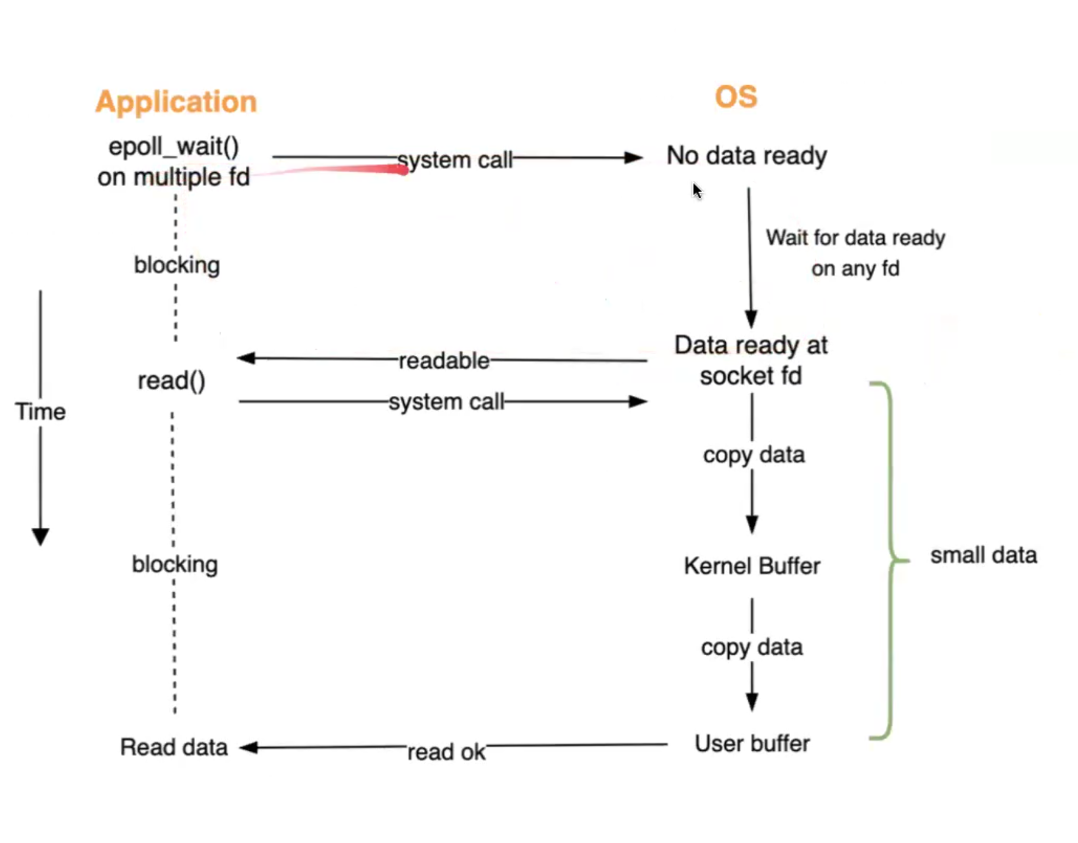 Application
OS
epoll_wait()
on multiple fd
system call
No data ready
Wait for data ready
on any fd
blocking
Data ready at
socket fd
readable
read()
system call
Time
copy data
blocking
Kernel Buffer
small data
copy data
Read data
read ok
User buffer